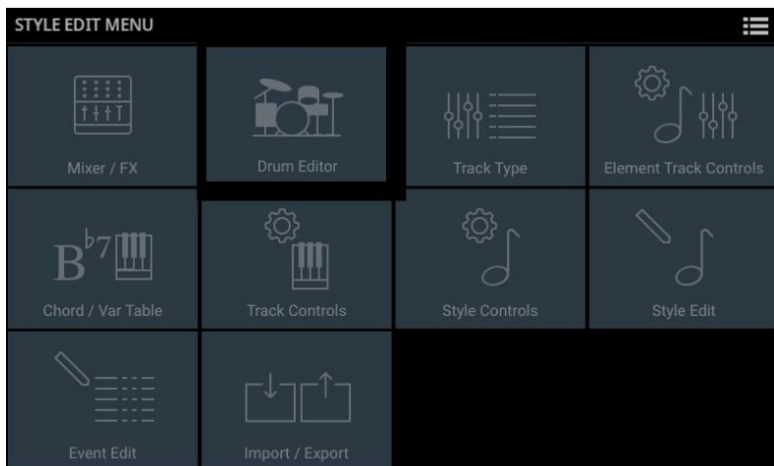 STYLE EDIT MENU
Mixer / FX
Drum Editor
Track Type
Element Track Controls
B♭7
Chord / Var Table
Track Controls
Style Controls
Style Edit
Event Edit
Import / Export